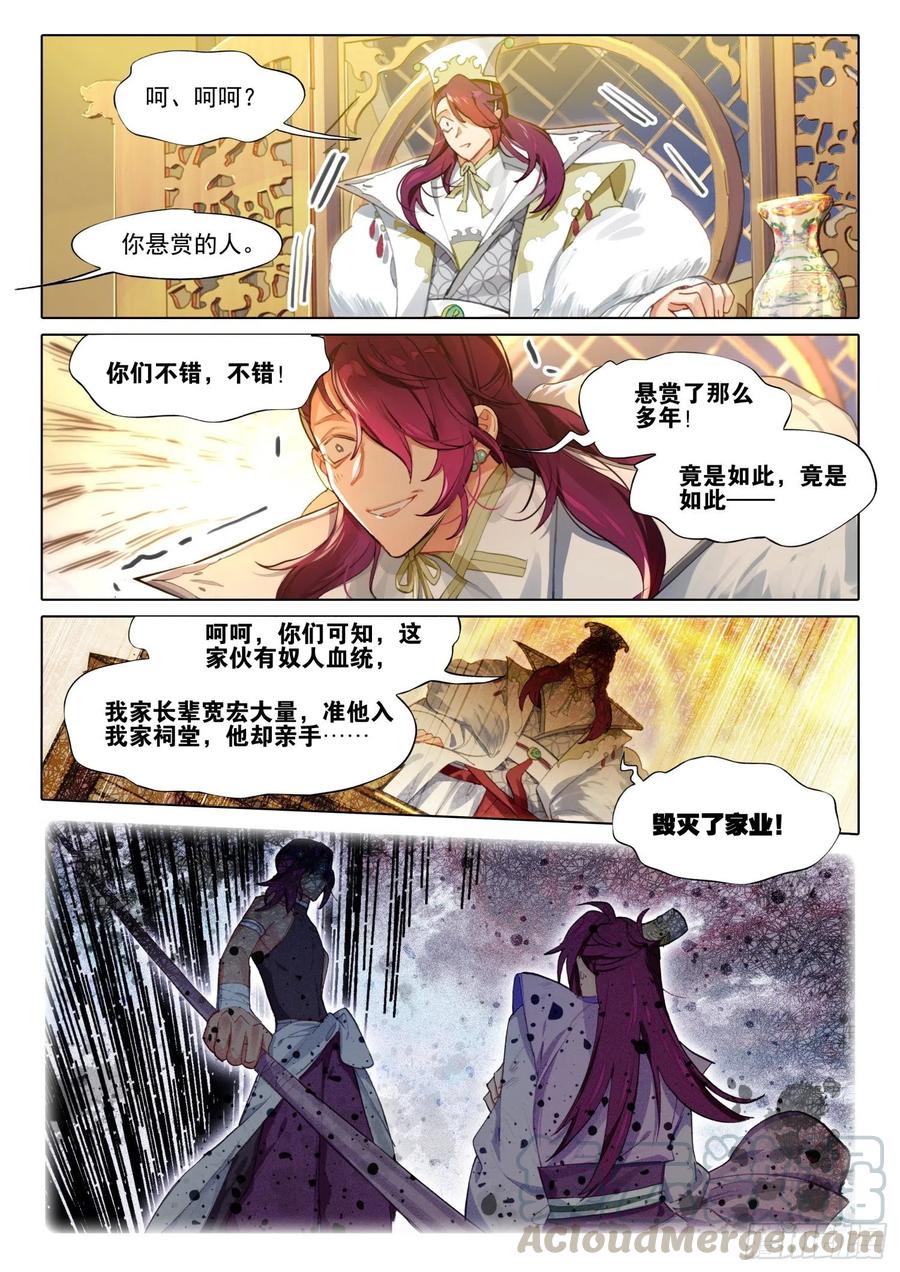 呵、呵呵？
你悬赏的人。
你们不错，不错！
悬赏了那么
多年！
竟是如此，竟是
如此——
呵呵，你们可知，这
家伙有奴人血统，
我家长辈宽宏大量，准他入
我家祠堂，他却亲手……
毁灭了家业！
AcloudMerge.com